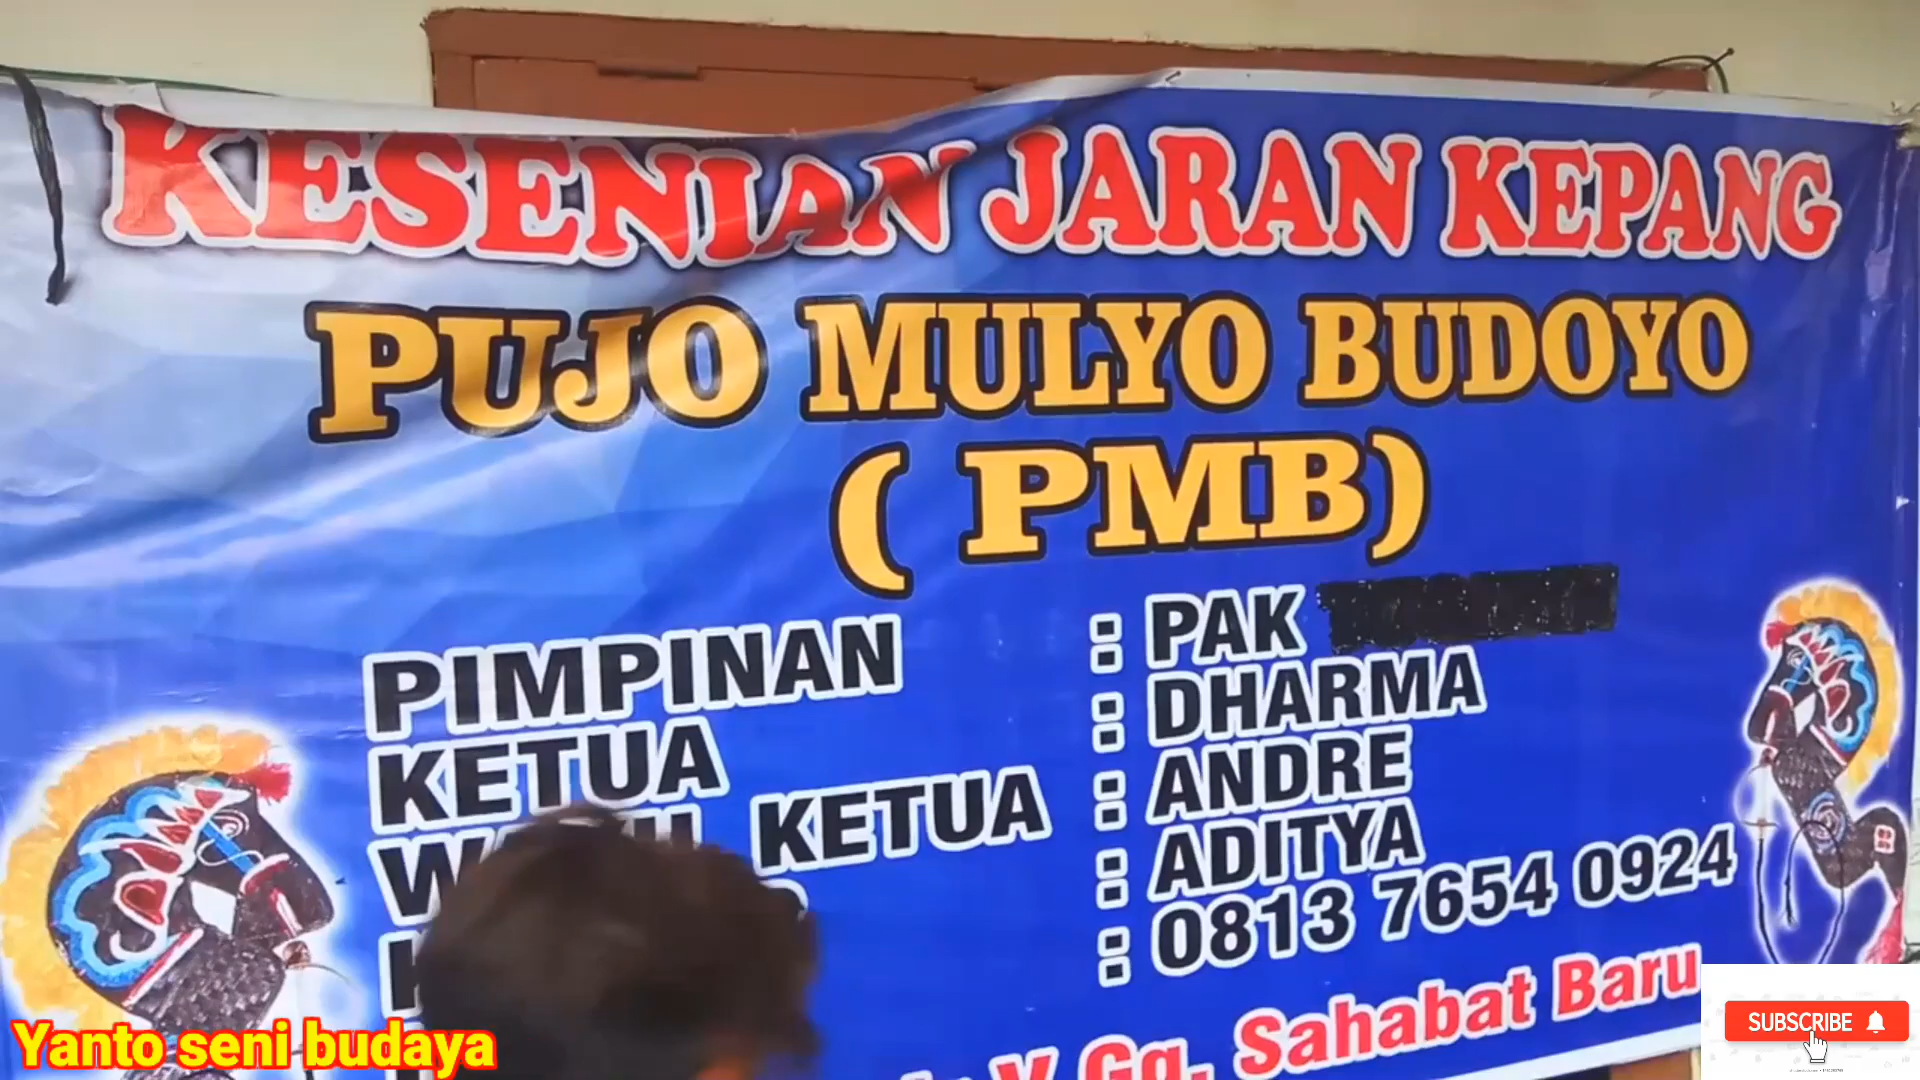 KESENIAN JARAN KEPANG
PUJO MULYO BUDOYO
( PMB)
PIMPINAN : PAK
KETUA : DHARMA
KETUA : ANDRE
: ADITYA
: 0813 7654 0924
V Gg. Sahabat Baru
Yanto seni budaya
SUBSCRIBE